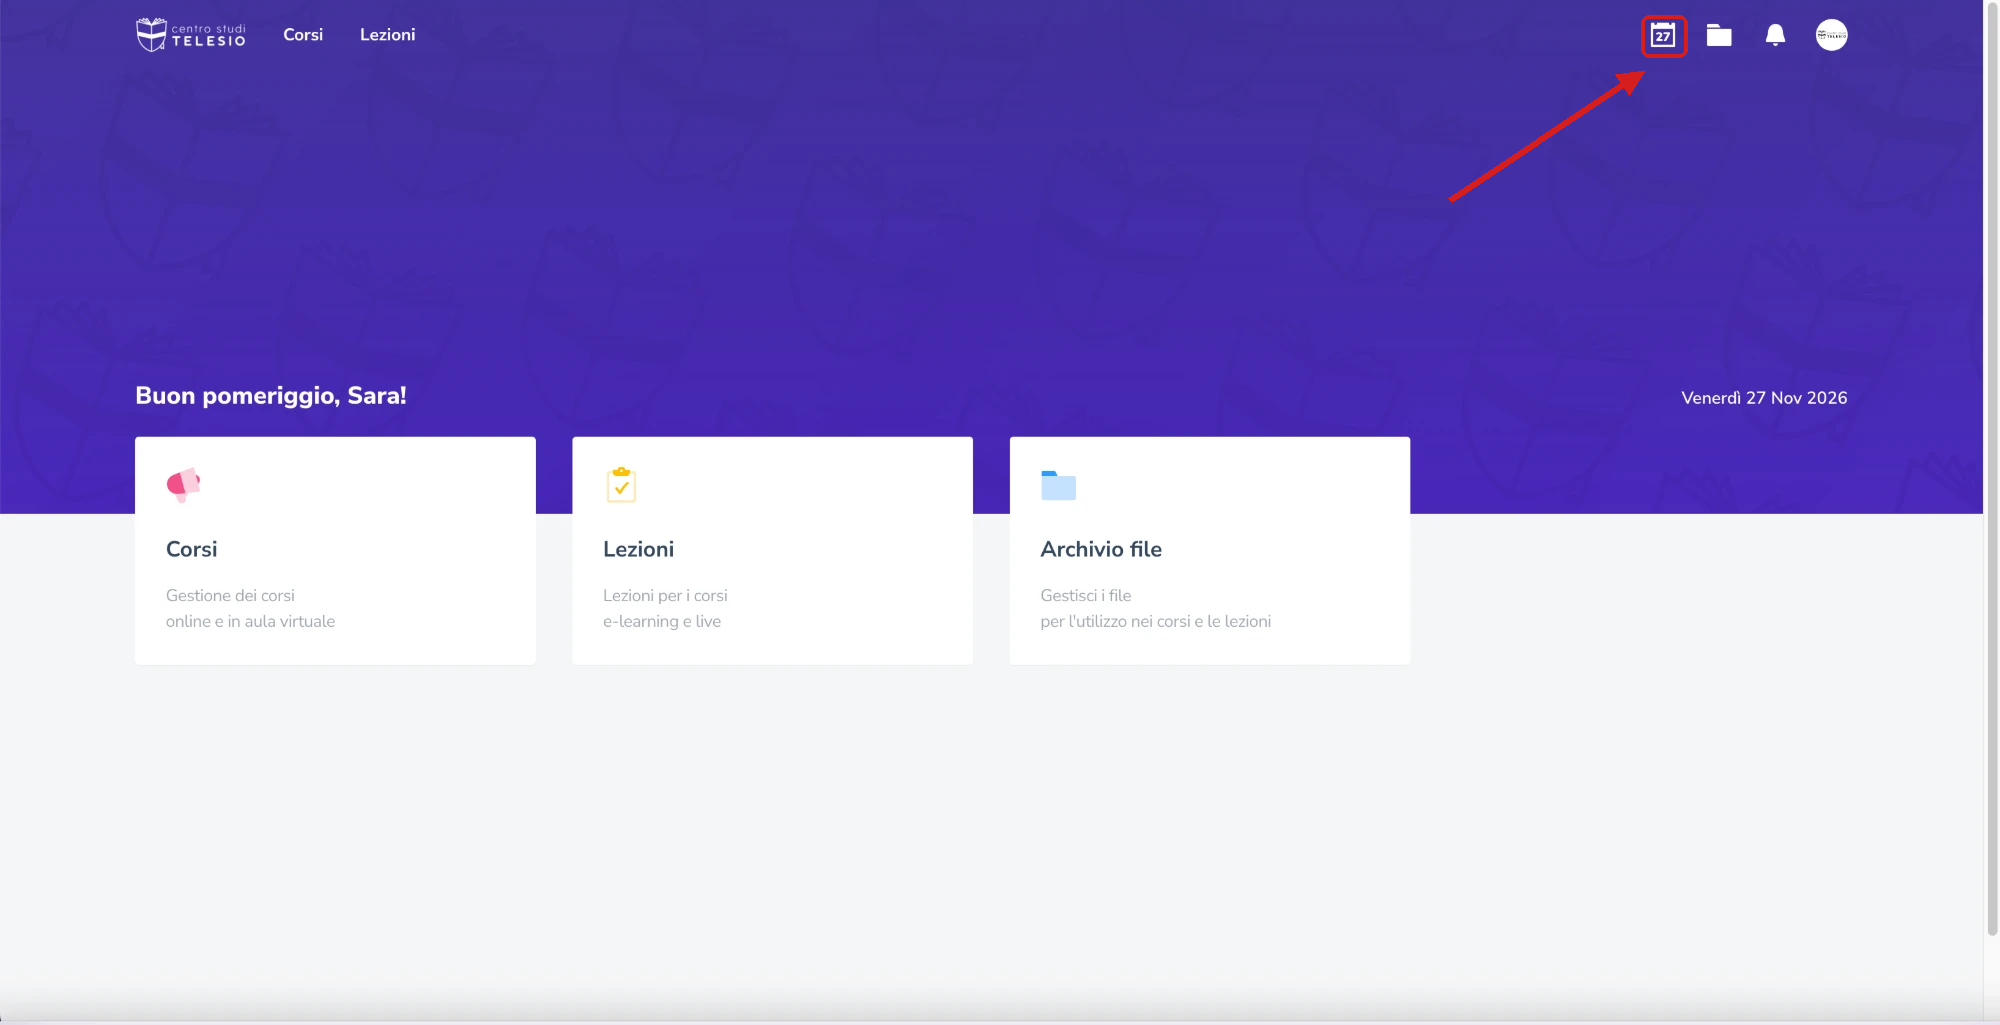 centro studi
TELESIO
Corsi
Lezioni
27
Buon pomeriggio, Sara!
Venerdì 27 Nov 2026
Corsi
Gestione dei corsi
online e in aula virtuale
Lezioni
Lezioni per i corsi
e-learning e live
Archivio file
Gestisci i file
per l'utilizzo nei corsi e le lezioni